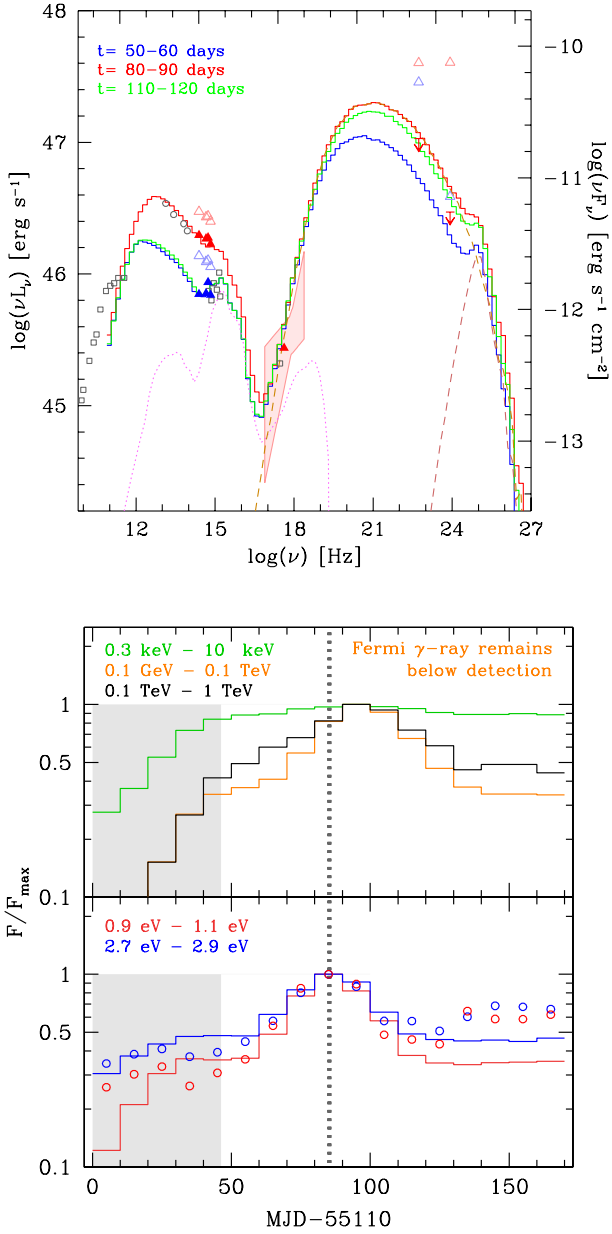 t= 50−60 days
t= 80−90 days
t= 110−120 days
48
47
46
45
log(νL_ν) [erg s⁻¹]
−10
−11
−12
−13
log(νF_ν) [erg s⁻¹ cm⁻²]
12 15 18 21 24 27
log(ν) [Hz]
0.3 keV − 10 keV
0.1 GeV − 0.1 TeV
0.1 TeV − 1 TeV
Fermi γ-ray remains
below detection
1
0.5
0.1
F/F_max
0.9 eV − 1.1 eV
2.7 eV − 2.9 eV
1
0.5
0.1
0 50 100 150
MJD−55110